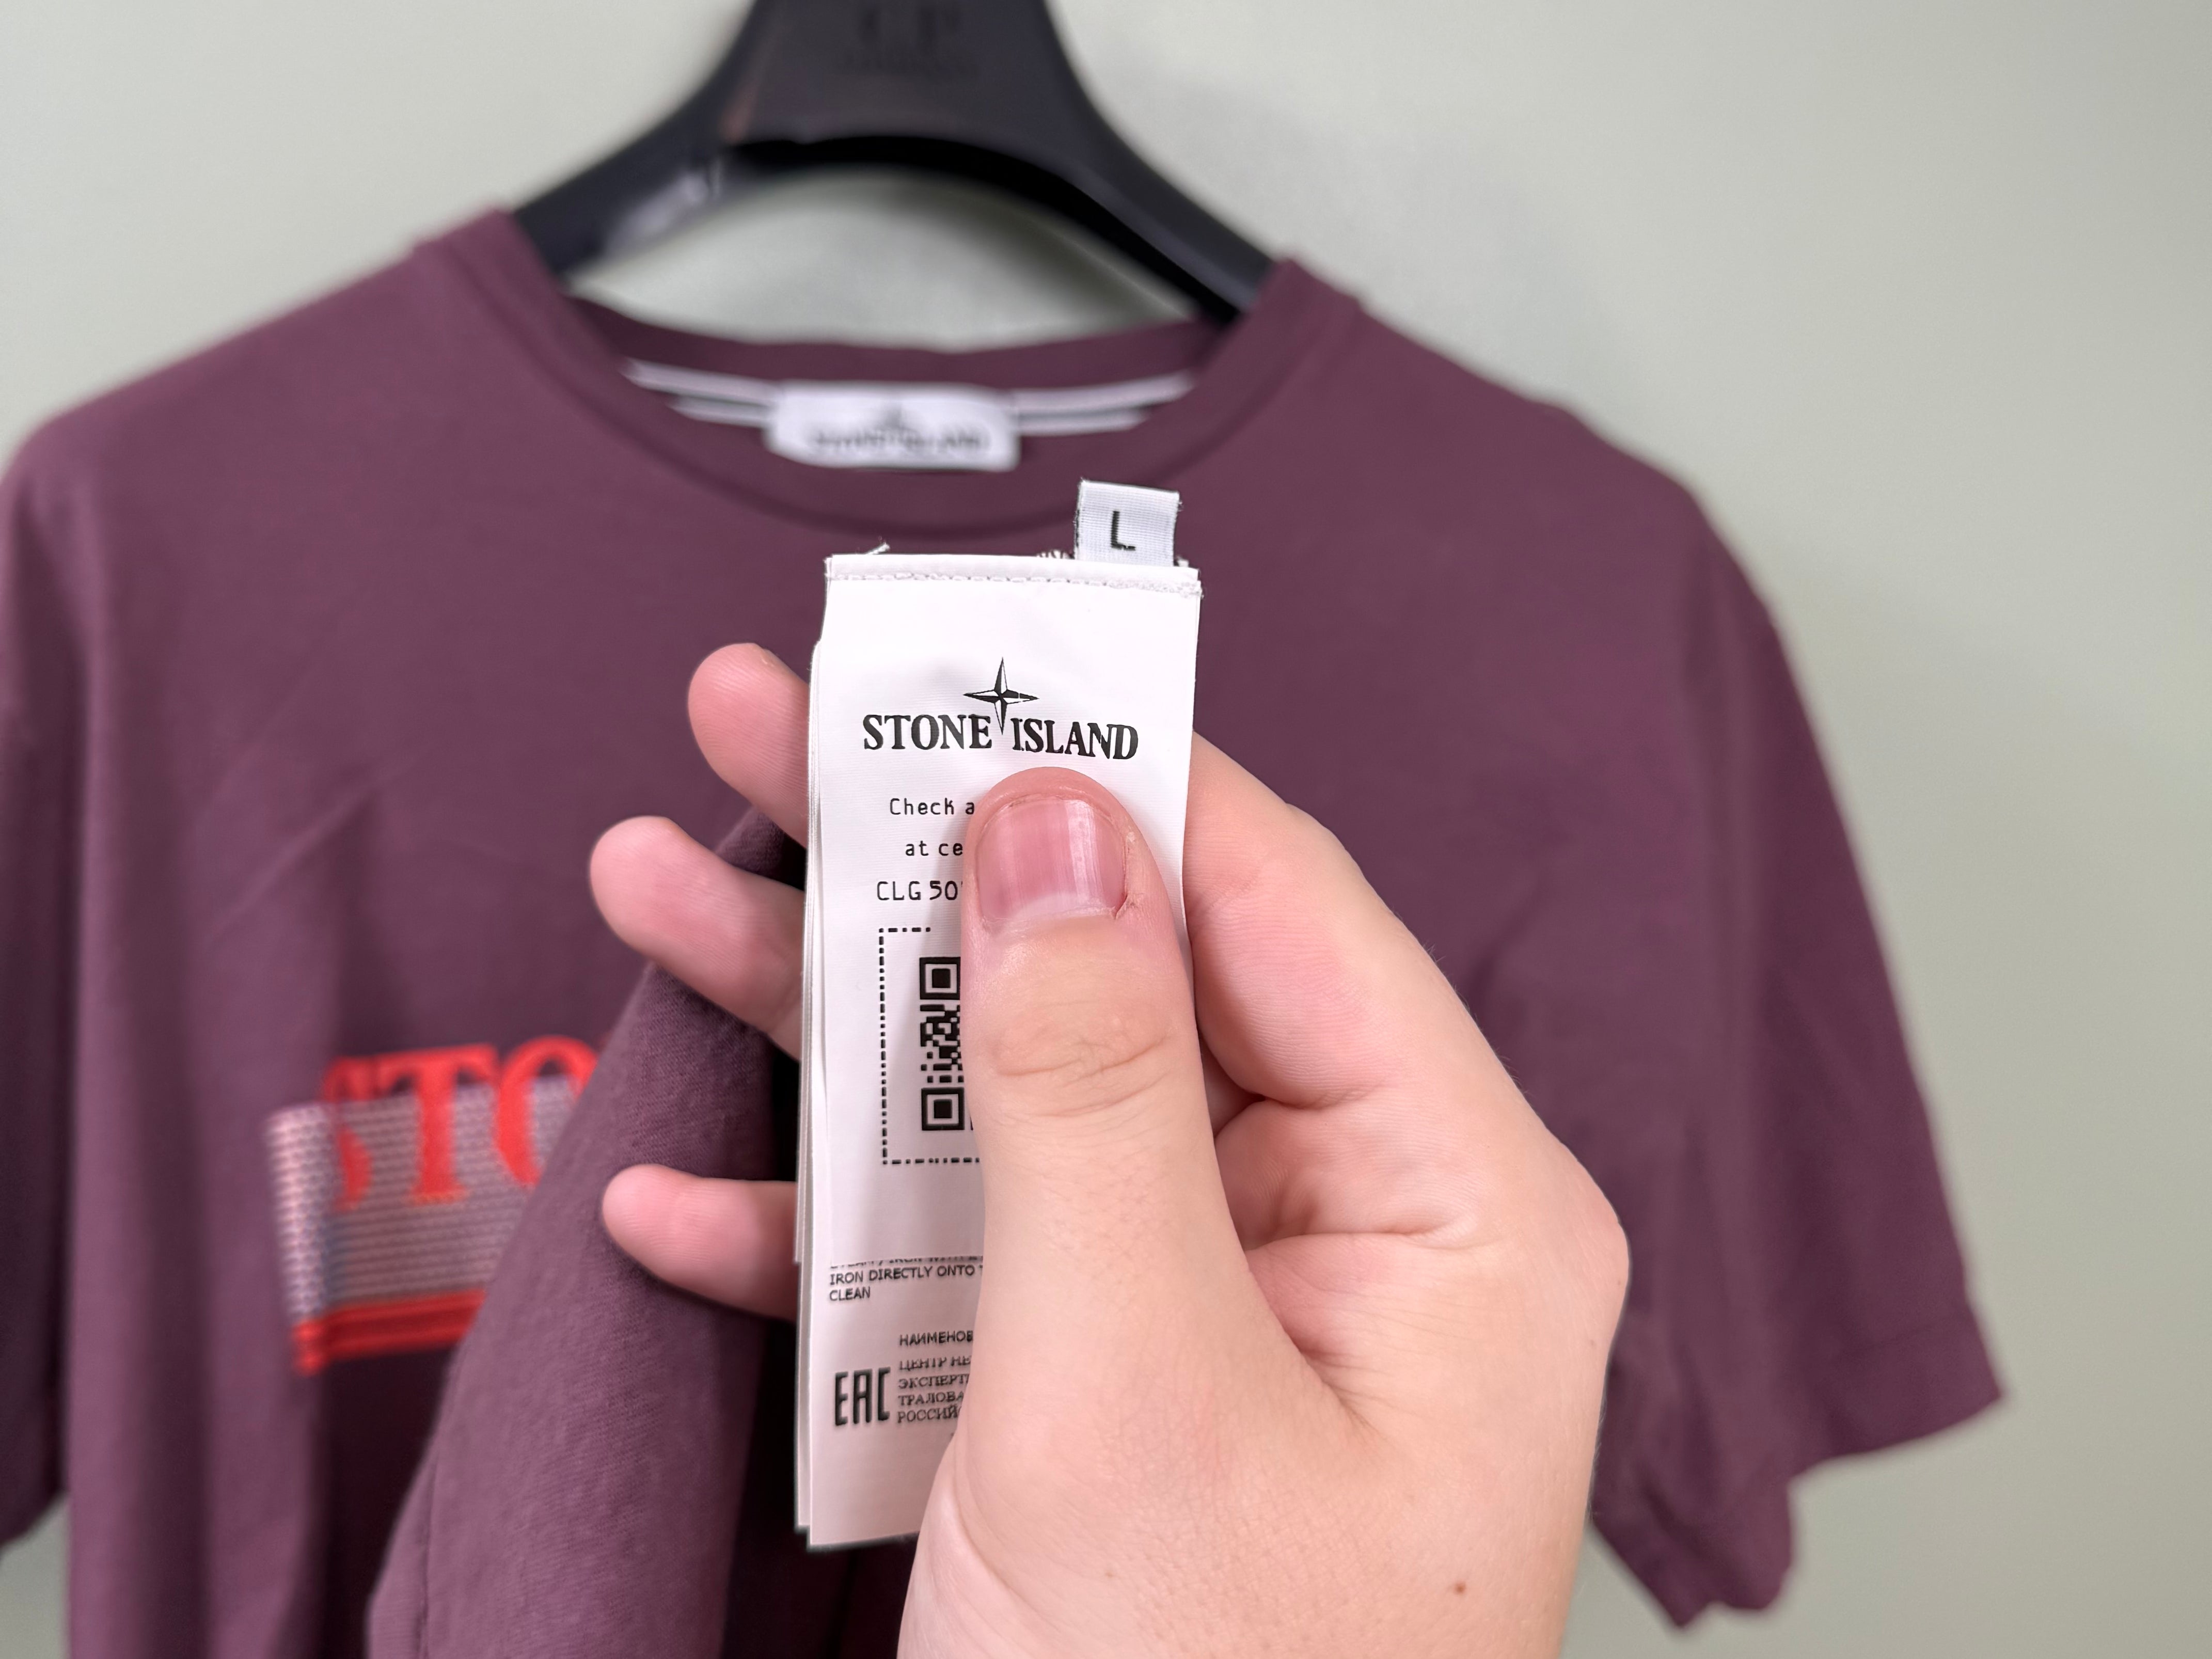 STONE ISLAND
L
STONE ISLAND
Check a
at ce
CLG 50
STO
IRON DIRECTLY ONTO
CLEAN
НАИМЕНОВ
EAC
ЦЕНТР НЕ
ЭКСПЕРТ
ТРАЛОВА
РОССИЙ